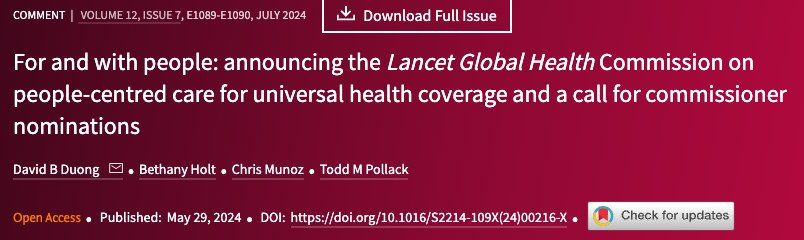 COMMENT | VOLUME 12, ISSUE 7, E1089-E1090, JULY 2024 Download Full Issue
For and with people: announcing the Lancet Global Health Commission on
people-centred care for universal health coverage and a call for commissioner
nominations
David B Duong • Bethany Holt • Chris Munoz • Todd M Pollack
Open Access • Published: May 29, 2024 • DOI: https://doi.org/10.1016/S2214-109X(24)00216-X • Check for updates